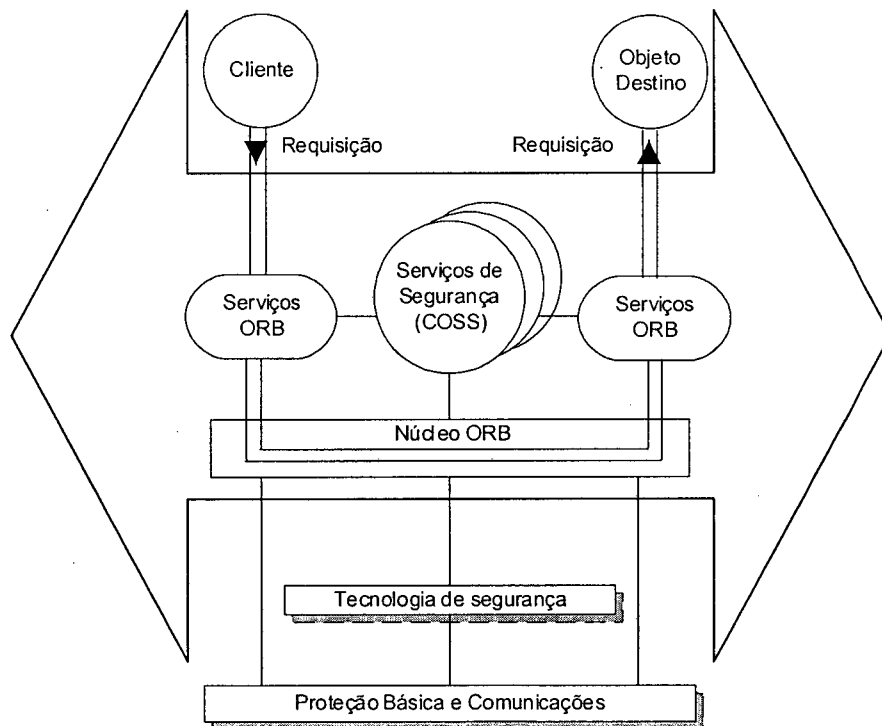 Cliente
Objeto
Destino
Requisição
Requisição
Serviços
ORB
Serviços de
Segurança
(COSS)
Serviços
ORB
Núcleo ORB
Tecnologia de segurança
Proteção Básica e Comunicações